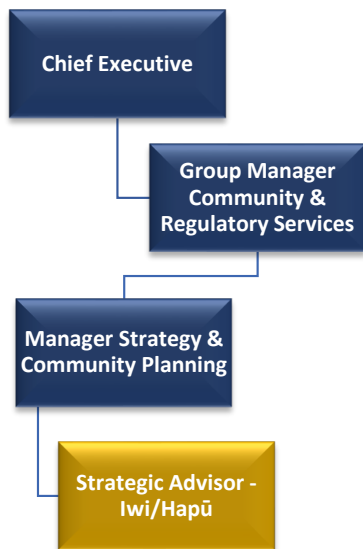 Chief Executive
Group Manager
Community &
Regulatory Services
Manager Strategy &
Community Planning
Strategic Advisor -
Iwi/Hapū